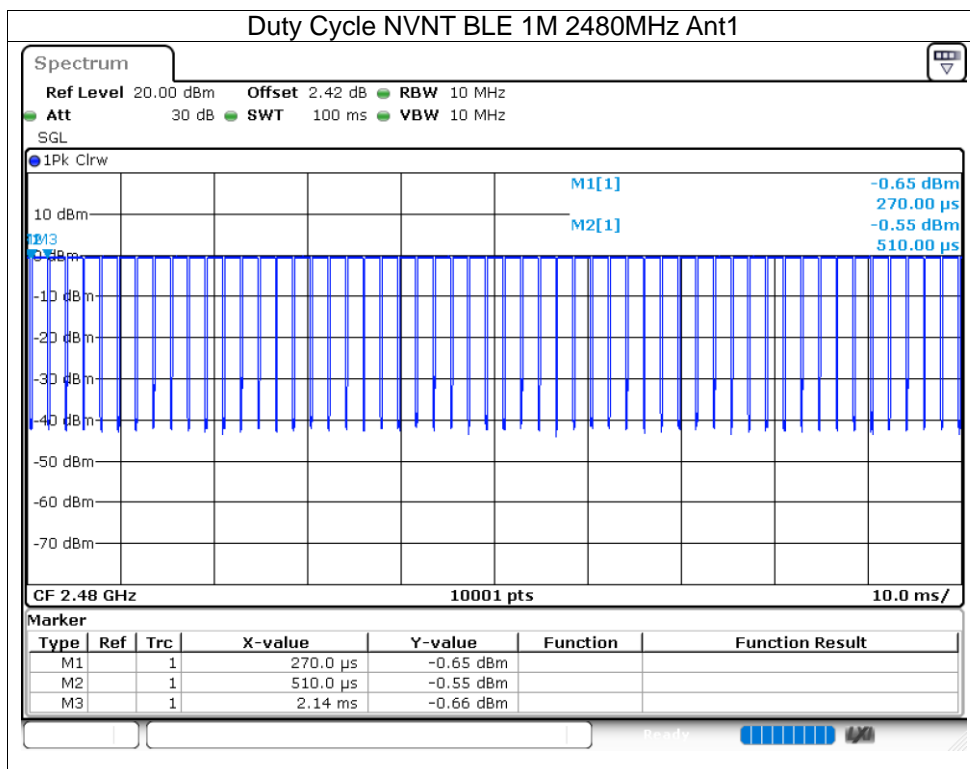 Duty Cycle NVNT BLE 1M 2480MHz Ant1
Spectrum
Ref Level 20.00 dBm Offset 2.42 dB RBW 10 MHz
Att 30 dB SWT 100 ms VBW 10 MHz
SGL
1Pk Clrw
M1[1] -0.65 dBm
270.00 µs
10 dBm
M2[1] -0.55 dBm
M3
510.00 µs
0 dBm
-10 dBm
-20 dBm
-30 dBm
-40 dBm
-50 dBm
-60 dBm
-70 dBm
CF 2.48 GHz 10001 pts 10.0 ms/
Marker
Type Ref Trc X-value Y-value Function Function Result
M1 1 270.0 µs -0.65 dBm
M2 1 510.0 µs -0.55 dBm
M3 1 2.14 ms -0.66 dBm
Ready LXI